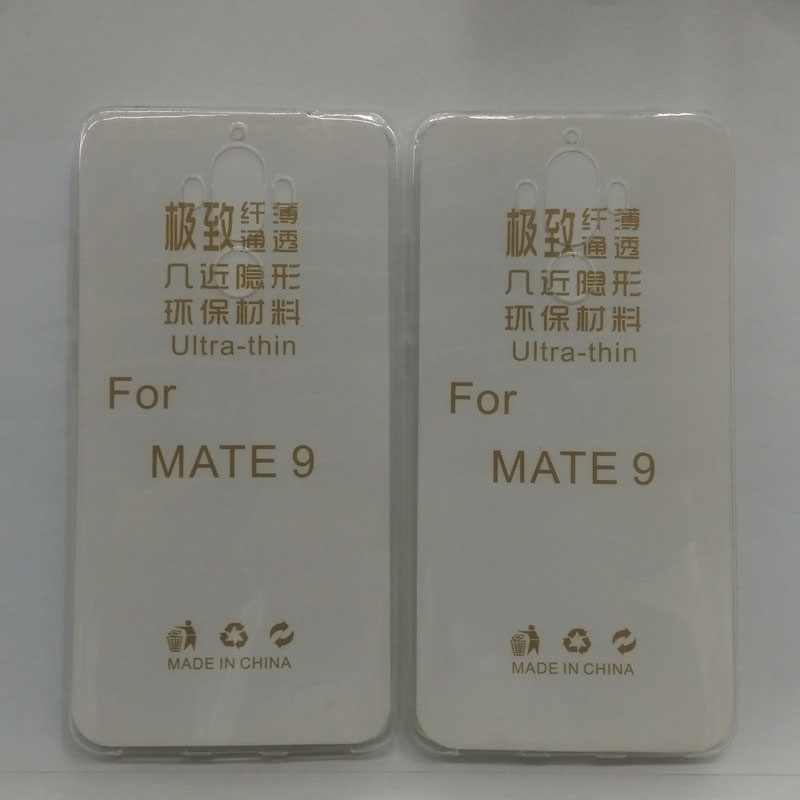 极致纤薄
通透
几近隐形
环保材料
Ultra-thin
For
MATE 9
MADE IN CHINA
极致纤薄
通透
几近隐形
环保材料
Ultra-thin
For
MATE 9
MADE IN CHINA